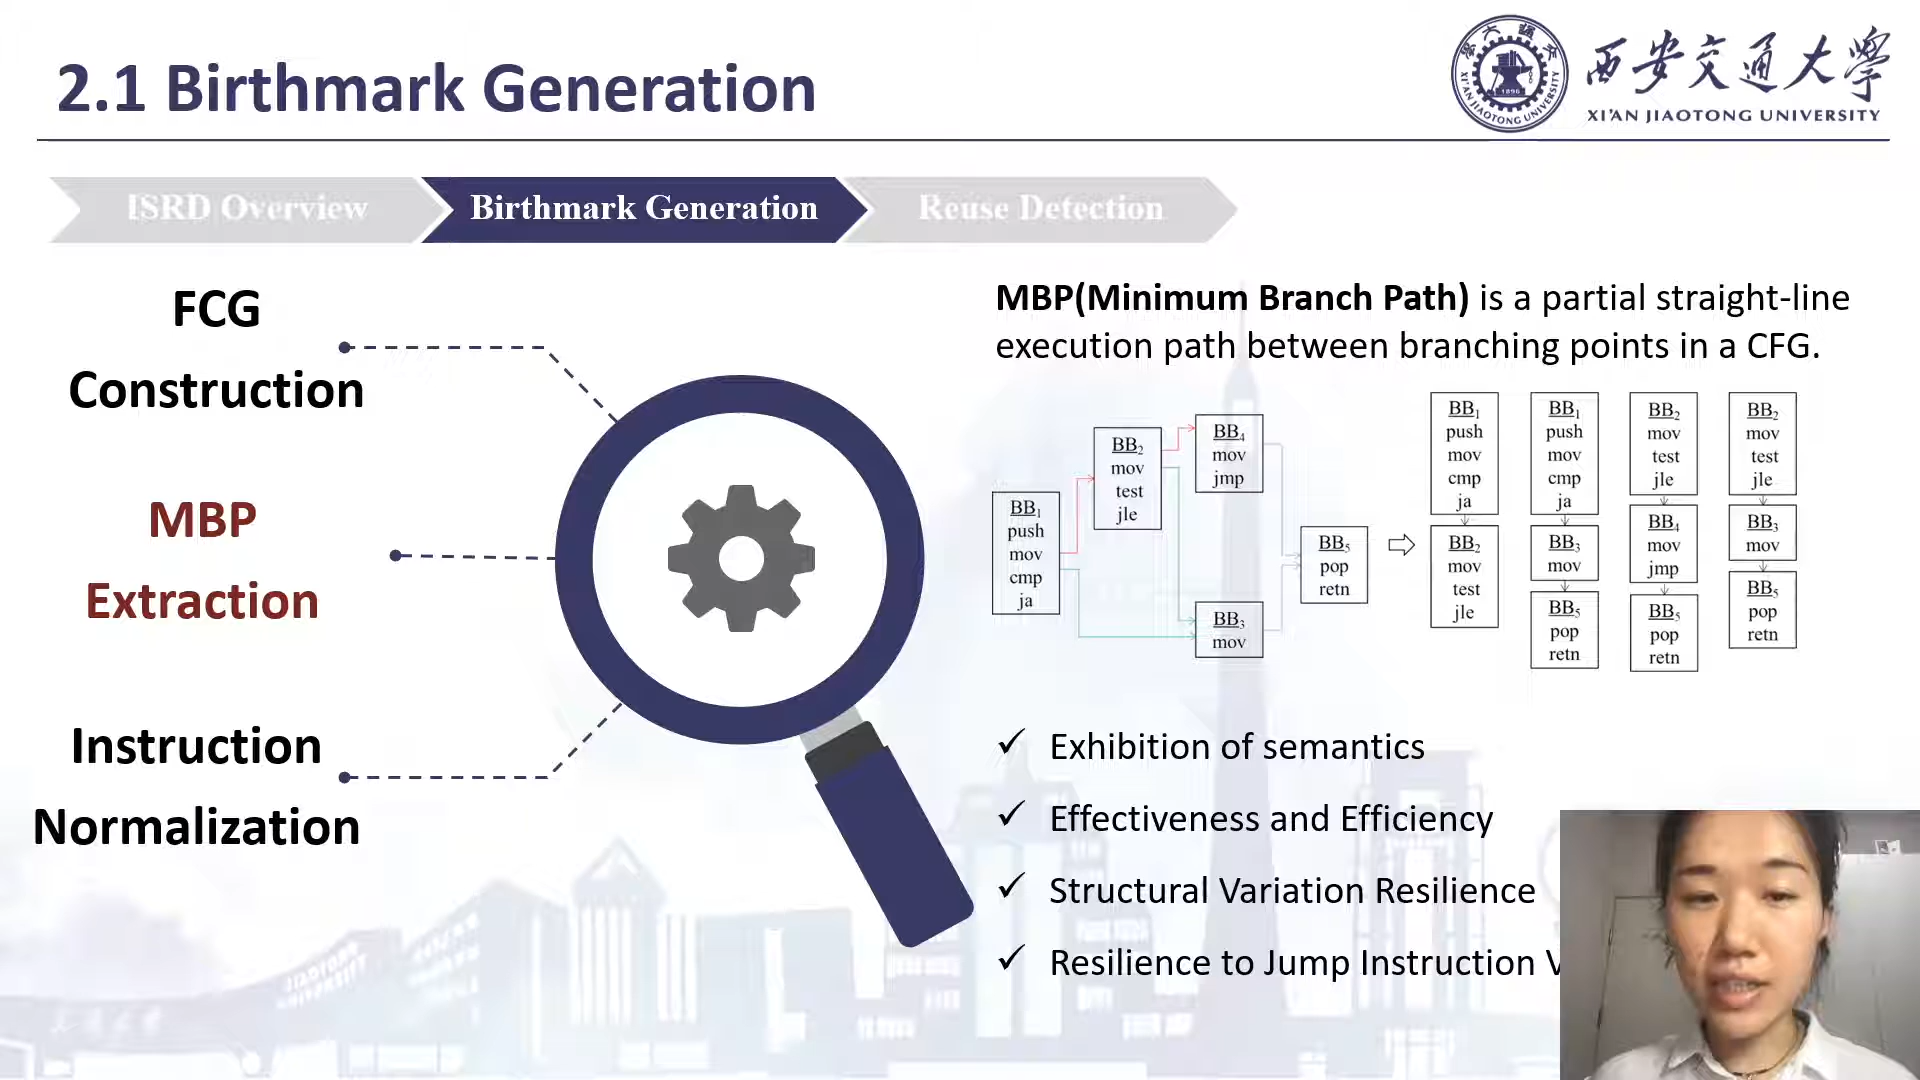 2.1 Birthmark Generation
西安交通大學
XI'AN JIAOTONG UNIVERSITY
1896
XI'AN JIAOTONG UNIVERSITY
ISRD Overview
Birthmark Generation
Reuse Detection
FCG
Construction
MBP
Extraction
Instruction
Normalization
MBP(Minimum Branch Path) is a partial straight-line
execution path between branching points in a CFG.
BB1
push
mov
cmp
ja
BB2
mov
test
jle
BB4
mov
jmp
BB3
mov
BB5
pop
retn
BB1
push
mov
cmp
ja
BB2
mov
test
jle
BB1
push
mov
cmp
ja
BB3
mov
BB5
pop
retn
BB2
mov
test
jle
BB4
mov
jmp
BB5
pop
retn
BB2
mov
test
jle
BB3
mov
BB5
pop
retn
✓ Exhibition of semantics
✓ Effectiveness and Efficiency
✓ Structural Variation Resilience
✓ Resilience to Jump Instruction V